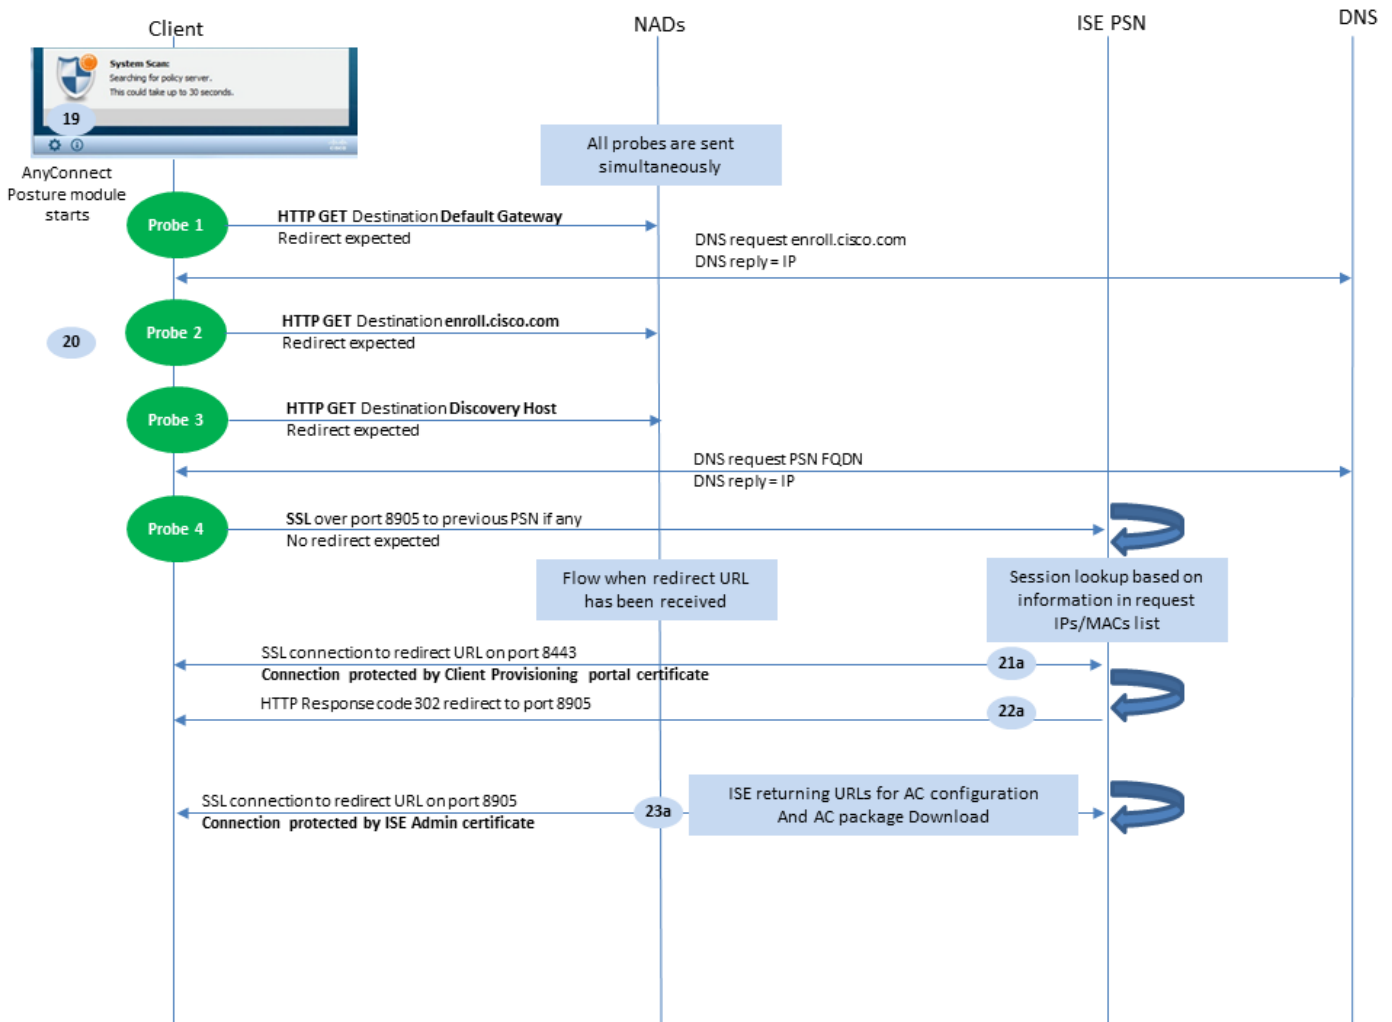 Client
NADs
ISE PSN
DNS
System Scan:
Searching for policy server.
This could take up to 30 seconds.
19
AnyConnect
Posture module
starts
All probes are sent
simultaneously
Probe 1
HTTP GET Destination Default Gateway
Redirect expected
DNS request enroll.cisco.com
DNS reply = IP
20
Probe 2
HTTP GET Destination enroll.cisco.com
Redirect expected
Probe 3
HTTP GET Destination Discovery Host
Redirect expected
DNS request PSN FQDN
DNS reply = IP
Probe 4
SSL over port 8905 to previous PSN if any
No redirect expected
Flow when redirect URL
has been received
Session lookup based on
information in request
IPs/MACs list
SSL connection to redirect URL on port 8443
Connection protected by Client Provisioning portal certificate
21a
HTTP Response code 302 redirect to port 8905
22a
SSL connection to redirect URL on port 8905
Connection protected by ISE Admin certificate
23a
ISE returning URLs for AC configuration
And AC package Download